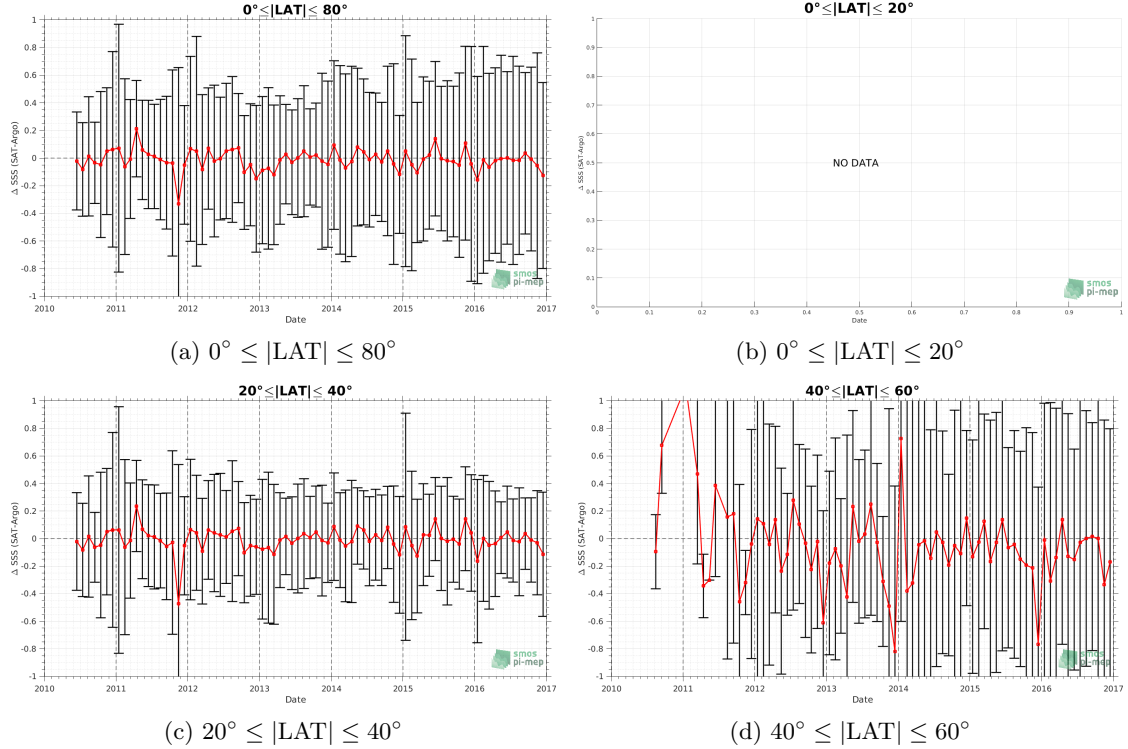 0°≤|LAT|≤ 80°
Δ SSS (SAT-Argo)
1
0.8
0.6
0.4
0.2
0
-0.2
-0.4
-0.6
-0.8
-1
2010 2011 2012 2013 2014 2015 2016 2017
Date
smos
pi-mep
(a) 0° ≤ |LAT| ≤ 80°
0°≤|LAT|≤ 20°
Δ SSS (SAT-Argo)
1
0.9
0.8
0.7
0.6
0.5
0.4
0.3
0.2
0.1
0
NO DATA
0 0.1 0.2 0.3 0.4 0.5 0.6 0.7 0.8 0.9 1
Date
smos
pi-mep
(b) 0° ≤ |LAT| ≤ 20°
20°≤|LAT|≤ 40°
Δ SSS (SAT-Argo)
1
0.8
0.6
0.4
0.2
0
-0.2
-0.4
-0.6
-0.8
-1
2010 2011 2012 2013 2014 2015 2016 2017
Date
smos
pi-mep
(c) 20° ≤ |LAT| ≤ 40°
40°≤|LAT|≤ 60°
Δ SSS (SAT-Argo)
1
0.8
0.6
0.4
0.2
0
-0.2
-0.4
-0.6
-0.8
-1
2010 2011 2012 2013 2014 2015 2016 2017
Date
smos
pi-mep
(d) 40° ≤ |LAT| ≤ 60°